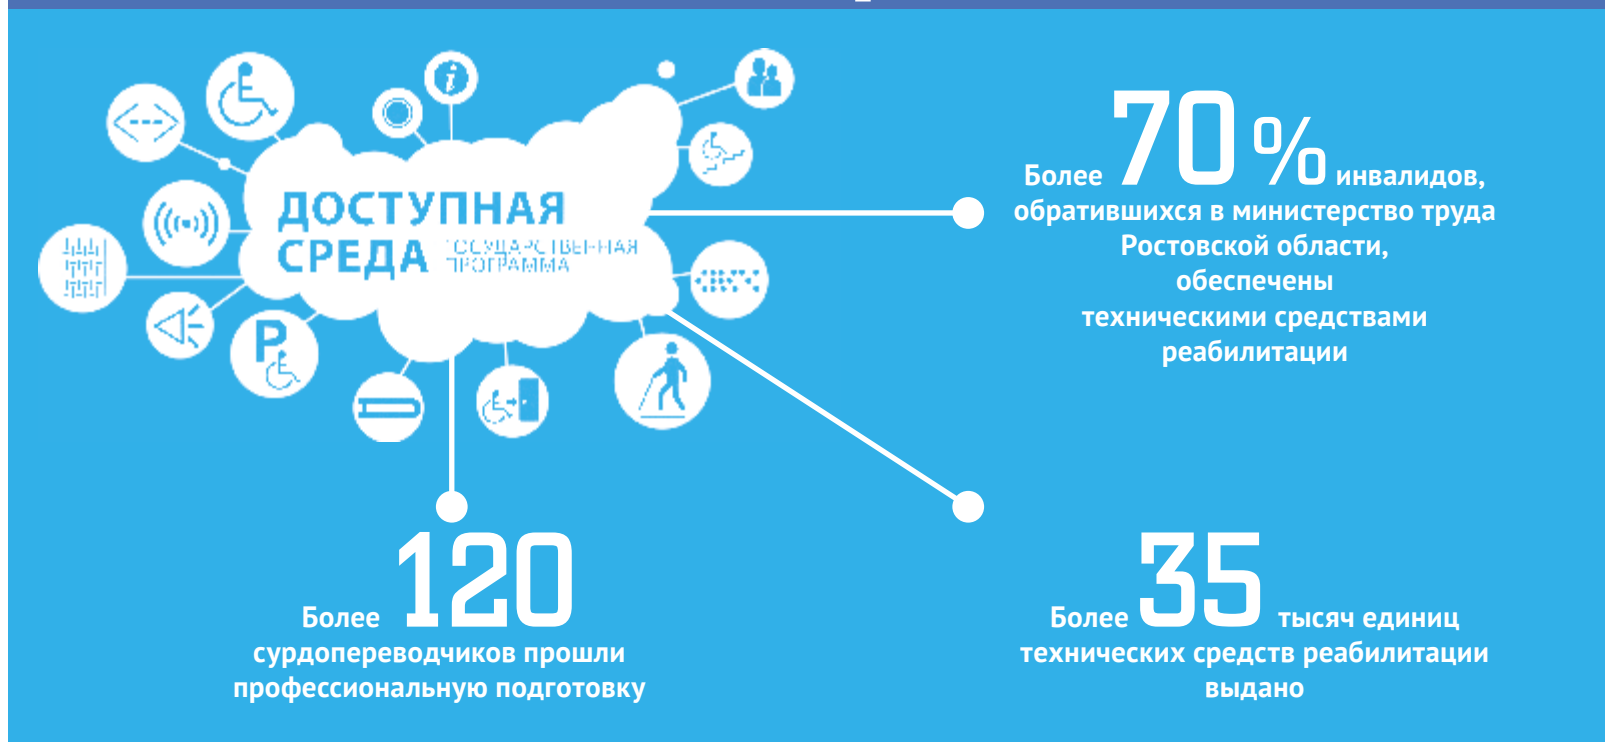 ДОСТУПНАЯ
СРЕДА
ГОСУДАРСТВЕННАЯ
ПРОГРАММА
i
P
Более 70 % инвалидов,
обратившихся в министерство труда
Ростовской области,
обеспечены
техническими средствами
реабилитации
Более 120
сурдопереводчиков прошли
профессиональную подготовку
Более 35 тысяч единиц
технических средств реабилитации
выдано